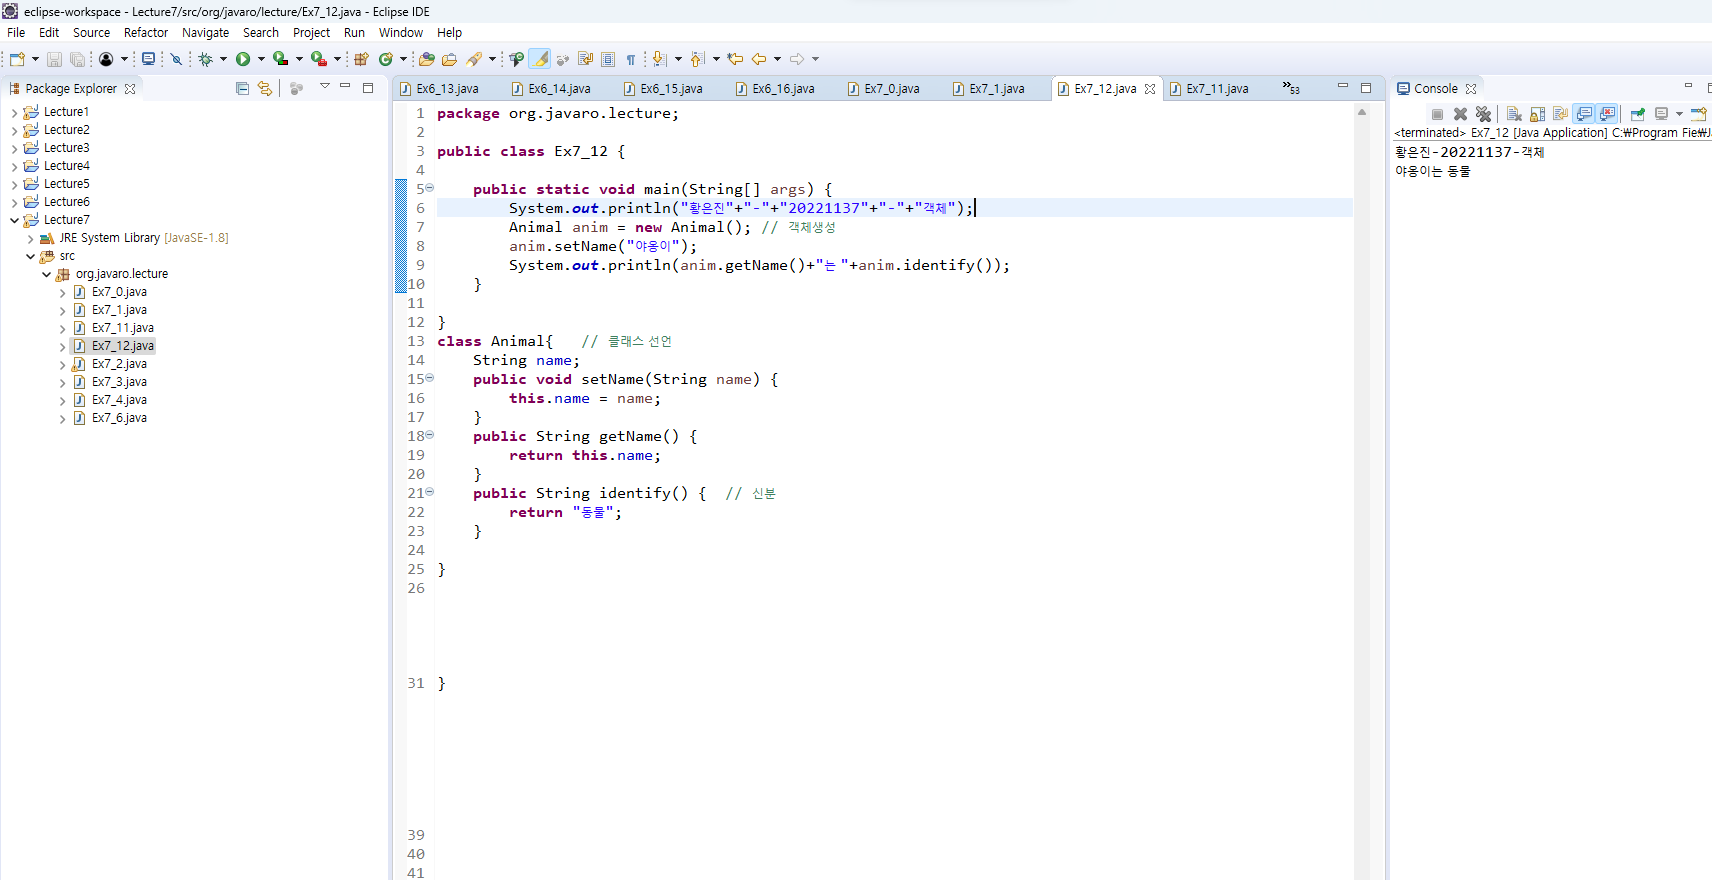 eclipse-workspace - Lecture7/src/org/javaro/lecture/Ex7_12.java - Eclipse IDE
File Edit Source Refactor Navigate Search Project Run Window Help
Package Explorer
Lecture1
Lecture2
Lecture3
Lecture4
Lecture5
Lecture6
Lecture7
JRE System Library [JavaSE-1.8]
src
org.javaro.lecture
Ex7_0.java
Ex7_1.java
Ex7_11.java
Ex7_12.java
Ex7_2.java
Ex7_3.java
Ex7_4.java
Ex7_6.java
Ex6_13.java Ex6_14.java Ex6_15.java Ex6_16.java Ex7_0.java Ex7_1.java Ex7_12.java Ex7_11.java 53
1 package org.javaro.lecture;
2
3 public class Ex7_12 {
4
5 public static void main(String[] args) {
6 System.out.println("황은진"+"-"+"20221137"+"-"+"객체");
7 Animal anim = new Animal(); // 객체생성
8 anim.setName("야옹이");
9 System.out.println(anim.getName()+"는 "+anim.identify());
10 }
11
12 }
13 class Animal{ // 클래스 선언
14 String name;
15 public void setName(String name) {
16 this.name = name;
17 }
18 public String getName() {
19 return this.name;
20 }
21 public String identify() { // 신분
22 return "동물";
23 }
24
25 }
26
31 }
39
40
41
Console
<terminated> Ex7_12 [Java Application] C:₩Program Fie₩J
황은진-20221137-객체
야옹이는 동물